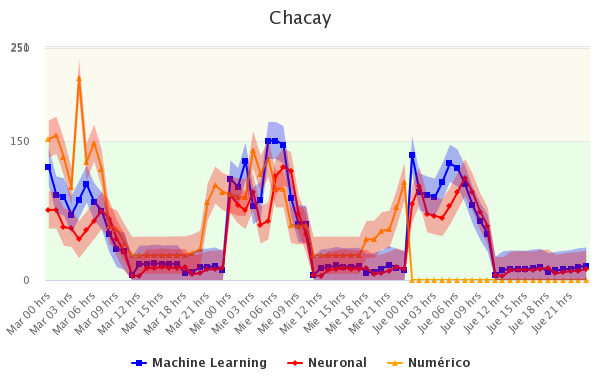 Chacay
250
150
0
Mar 00 hrs
Mar 03 hrs
Mar 06 hrs
Mar 09 hrs
Mar 12 hrs
Mar 15 hrs
Mar 18 hrs
Mar 21 hrs
Mie 00 hrs
Mie 03 hrs
Mie 06 hrs
Mie 09 hrs
Mie 12 hrs
Mie 15 hrs
Mie 18 hrs
Mie 21 hrs
Jue 00 hrs
Jue 03 hrs
Jue 06 hrs
Jue 09 hrs
Jue 12 hrs
Jue 15 hrs
Jue 18 hrs
Jue 21 hrs
Machine Learning Neuronal Numérico